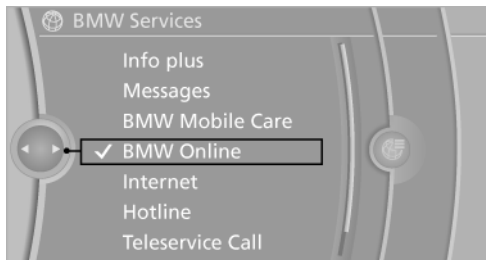 BMW Services
Info plus
Messages
BMW Mobile Care
BMW Online
Internet
Hotline
Teleservice Call